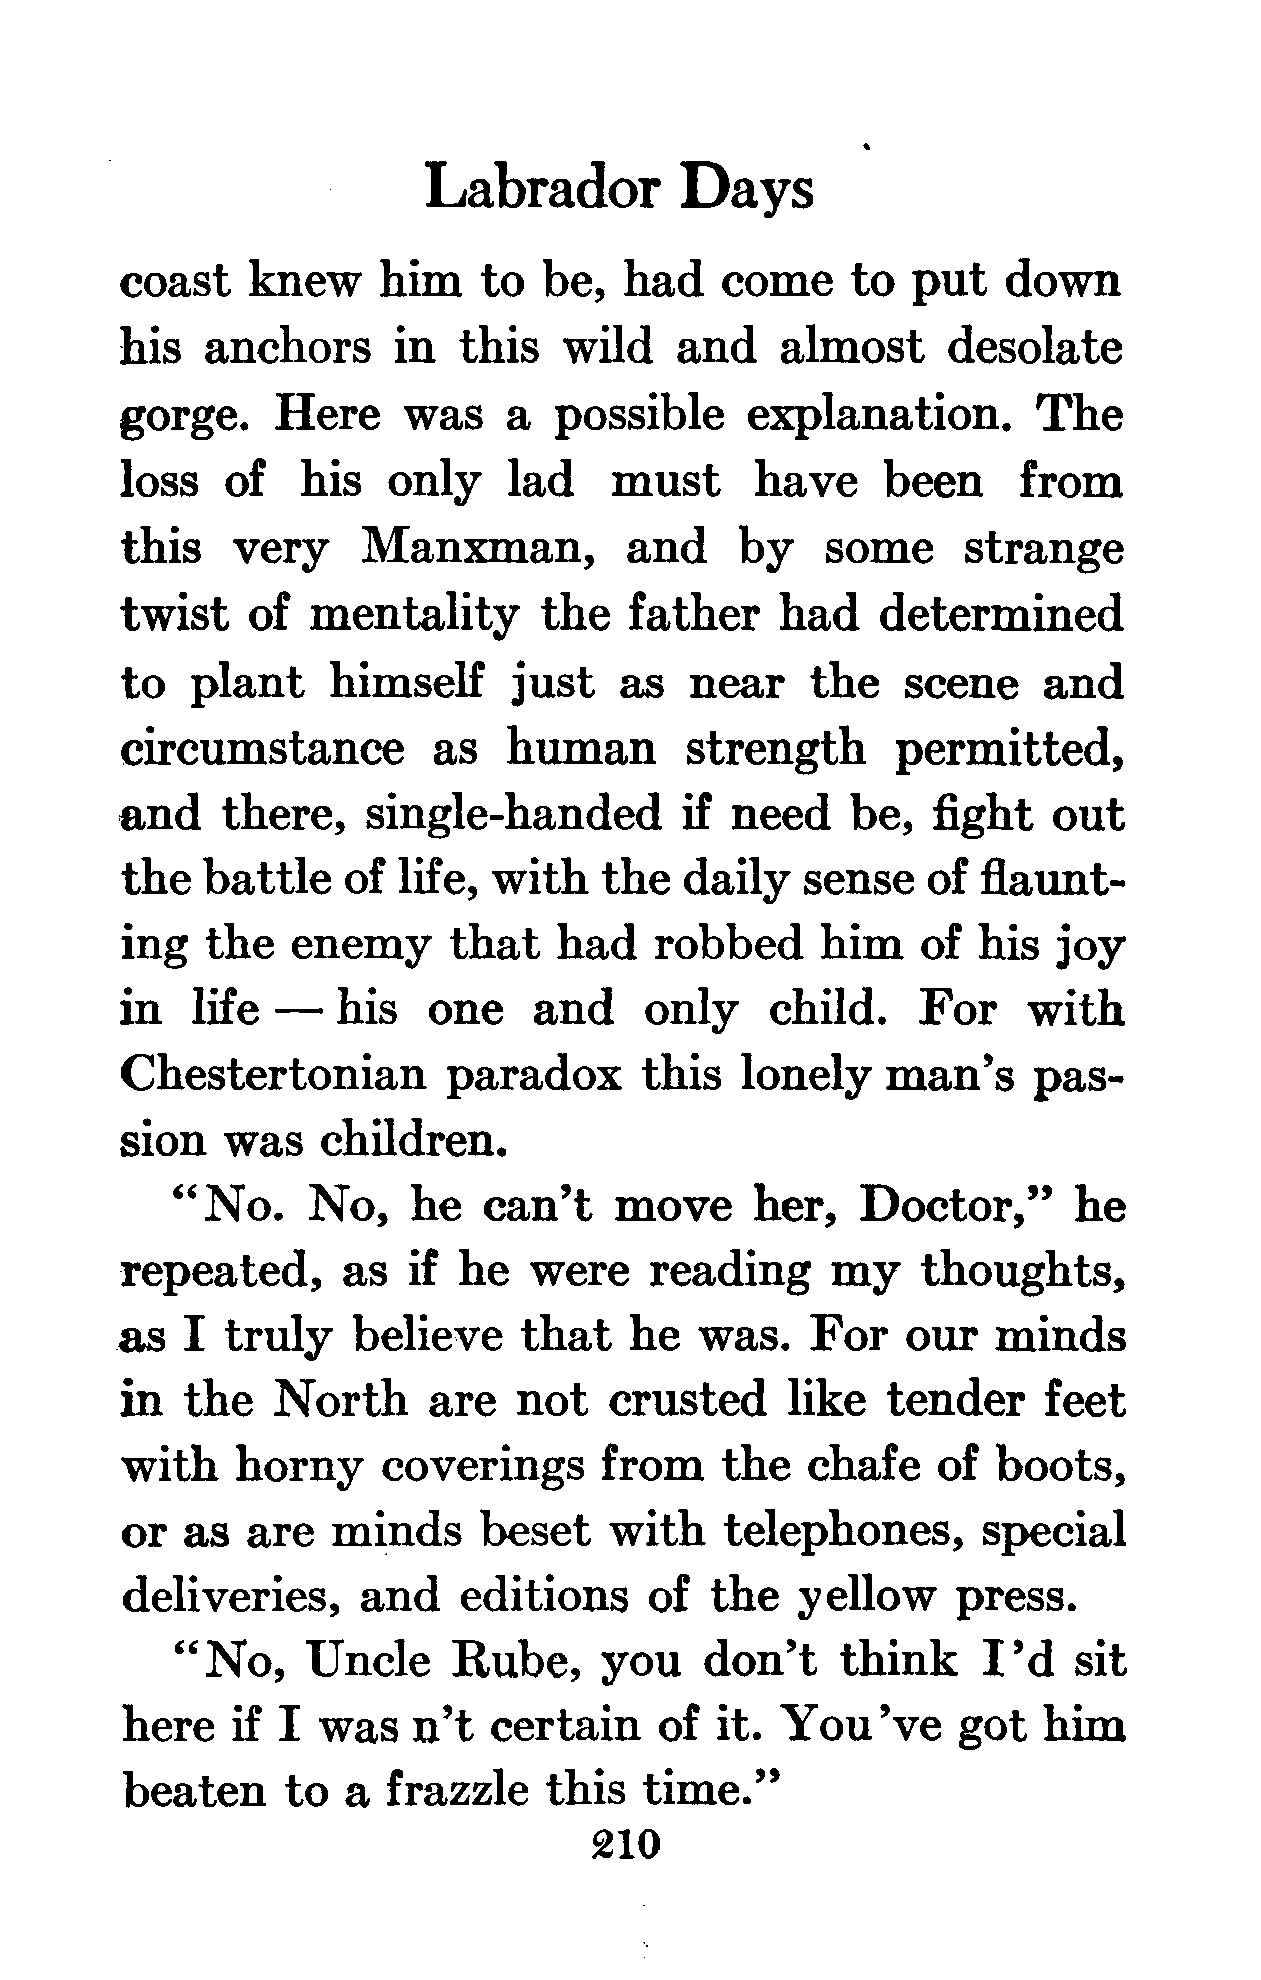 Labrador Days
coast knew him to be, had come to put down
his anchors in this wild and almost desolate
gorge. Here was a possible explanation. The
loss of his only lad must have been from
this very Manxman, and by some strange
twist of mentality the father had determined
to plant himself just as near the scene and
circumstance as human strength permitted,
and there, single-handed if need be, fight out
the battle of life, with the daily sense of flaunt-
ing the enemy that had robbed him of his joy
in life — his one and only child. For with
Chestertonian paradox this lonely man's pas-
sion was children.
“No. No, he can't move her, Doctor,” he
repeated, as if he were reading my thoughts,
as I truly believe that he was. For our minds
in the North are not crusted like tender feet
with horny coverings from the chafe of boots,
or as are minds beset with telephones, special
deliveries, and editions of the yellow press.
“No, Uncle Rube, you don't think I'd sit
here if I was n't certain of it. You've got him
beaten to a frazzle this time.”
210